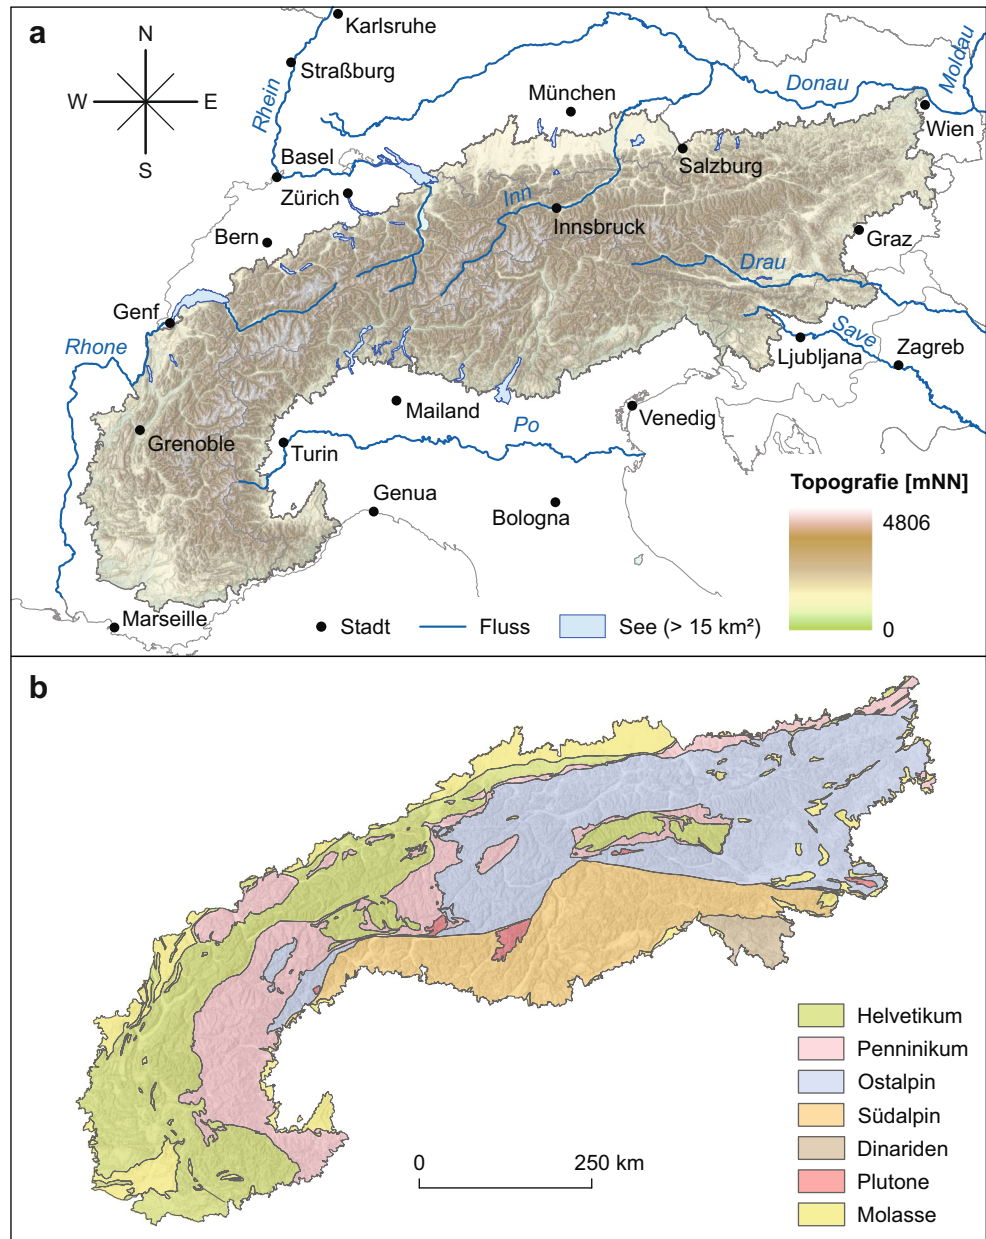 a
N
W
E
S
Karlsruhe
Straßburg
Rhein
Basel
Zürich
Bern
Genf
Rhone
Grenoble
Turin
Mailand
Po
Genua
Bologna
Venedig
Marseille
München
Inn
Innsbruck
Salzburg
Donau
Moldau
Wien
Graz
Drau
Save
Ljubljana
Zagreb
Topografie [mNN]
4806
0
Stadt
Fluss
See (> 15 km²)
b
0
250 km
Helvetikum
Penninikum
Ostalpin
Südalpin
Dinariden
Plutone
Molasse